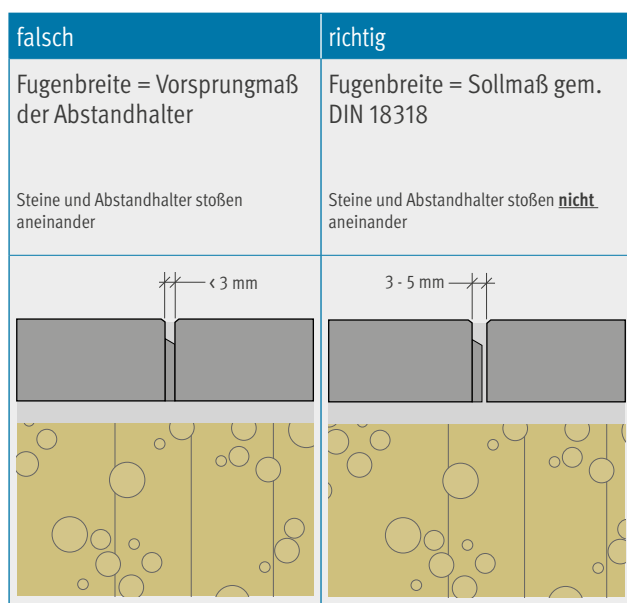 falsch
richtig
Fugenbreite = Vorsprungmaß
der Abstandhalter
Fugenbreite = Sollmaß gem.
DIN 18318
Steine und Abstandhalter stoßen
aneinander
Steine und Abstandhalter stoßen nicht
aneinander
< 3 mm
3 - 5 mm